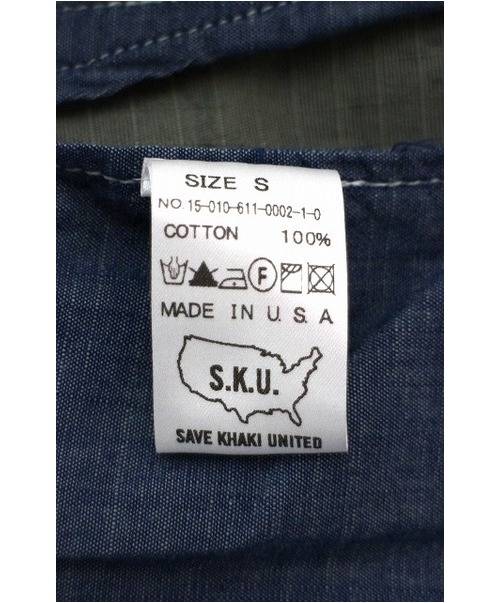 SIZE S
NO.15-010-611-0002-1-0
COTTON 100%
F
MADE IN U.S.A
S.K.U.
SAVE KHAKI UNITED